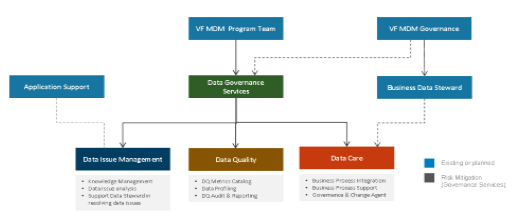 VF MDM Program Team
VF MDM Governance
Application Support
Data Governance
Services
Business Data Steward
Data Issue Management
Data Quality
Data Care
• Knowledge Management
• Data issue analysis
• Support Data Steward in
resolving data issues
• DQ Metrics Catalog
• Data Profiling
• DQ Audit & Reporting
• Business Process Integration
• Business Process Support
• Governance & Change Agent
Existing or planned
Risk Mitigation
(Governance Services)